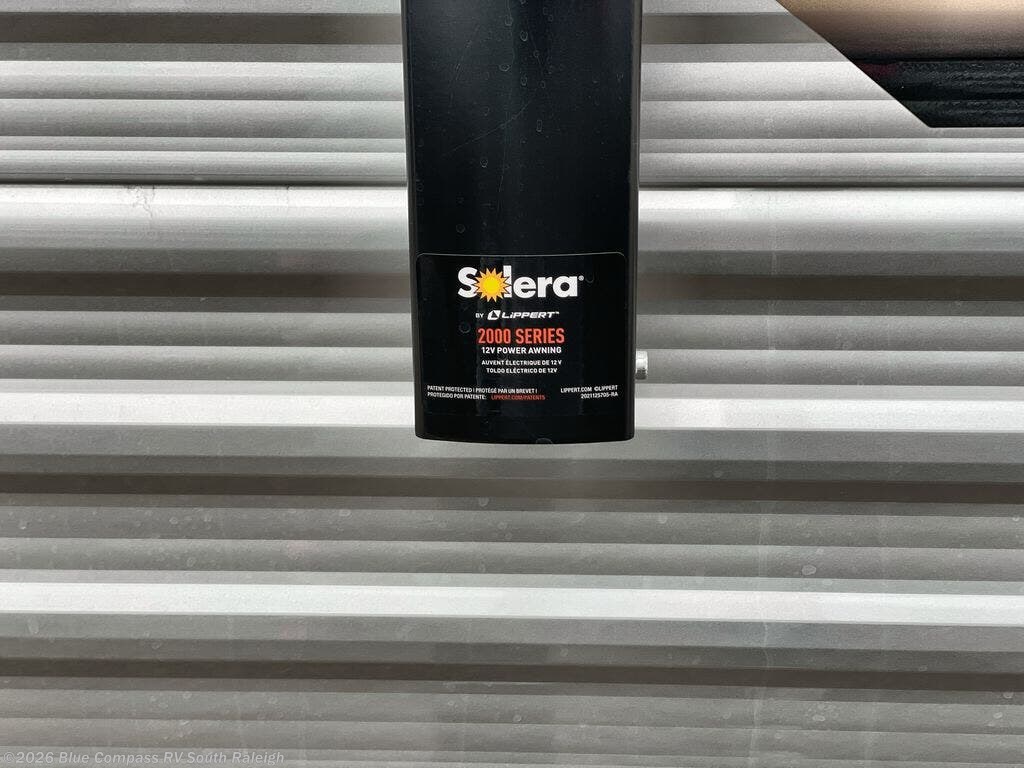 Solera®
BY LiPPERT™
2000 SERIES
12V POWER AWNING
AUVENT ÉLECTRIQUE DE 12 V
TOLDO ELÉCTRICO DE 12V
PATENT PROTECTED | PROTÉGÉ PAR UN BREVET |
PROTEGIDO POR PATENTE: LIPPERT.COM/PATENTS
LIPPERT.COM ©LIPPERT
2021125705-RA
©2026 Blue Compass RV South Raleigh